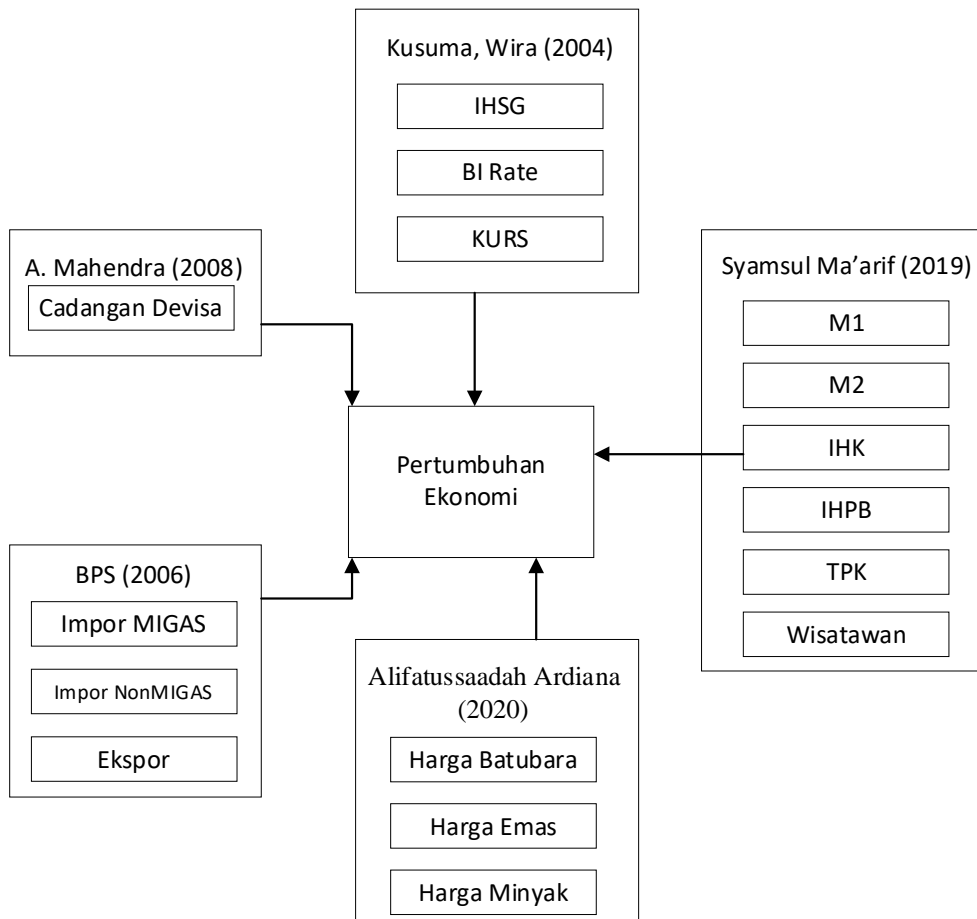 Kusuma, Wira (2004)
IHSG
BI Rate
KURS
A. Mahendra (2008)
Cadangan Devisa
Syamsul Ma’arif (2019)
M1
M2
IHK
IHPB
TPK
Wisatawan
Pertumbuhan
Ekonomi
BPS (2006)
Impor MIGAS
Impor NonMIGAS
Ekspor
Alifatussaadah Ardiana
(2020)
Harga Batubara
Harga Emas
Harga Minyak